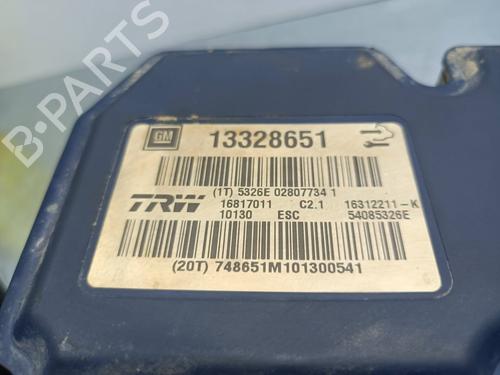 GM 13328651
(1T) 5326E 02807734 1
TRW 16817011 C2.1 16312211-K
10130 ESC 54085326E
(20T) 748651M101300541
B-PARTS